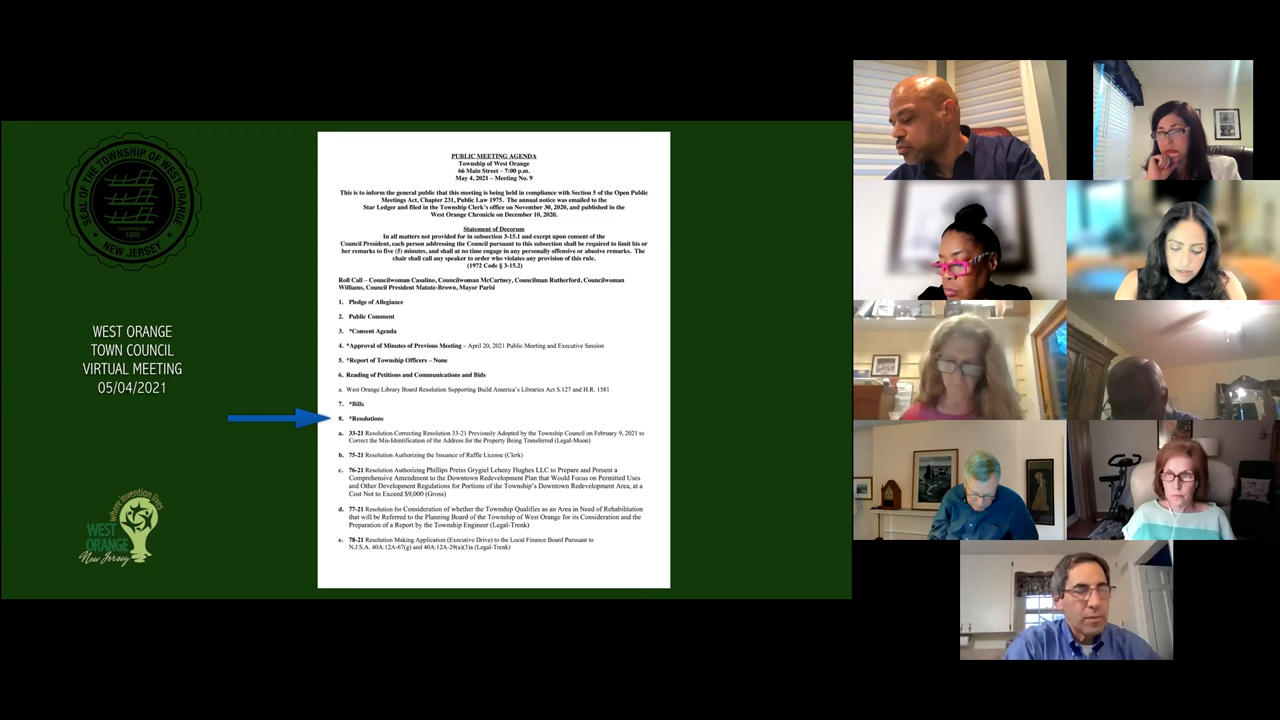 SEAL OF TOWNSHIP OF WEST ORANGE
NEW JERSEY
WEST ORANGE
TOWN COUNCIL
VIRTUAL MEETING
05/04/2021
where invention lives
WEST
ORANGE
New Jersey
PUBLIC MEETING AGENDA
Township of West Orange
66 Main Street – 7:00 p.m.
May 4, 2021 – Meeting No. 9
This is to inform the general public that this meeting is being held in compliance with Section 5 of the Open Public
Meetings Act, Chapter 231, Public Law 1975. The annual notice was emailed to the
Star Ledger and filed in the Township Clerk's office on November 30, 2020, and published in the
West Orange Chronicle on December 10, 2020.
Statement of Decorum
In all matters not provided for in subsection 3-15.1 and except upon consent of the
Council President, each person addressing the Council pursuant to this subsection shall be required to limit his or
her remarks to five (5) minutes, and shall at no time engage in any personally offensive or abusive remarks. The
chair shall call any speaker to order who violates any provision of this rule.
(1972 Code § 3-15.2)
Roll Call – Councilwoman Casalino, Councilwoman McCartney, Councilman Rutherford, Councilwoman
Williams, Council President Matute-Brown, Mayor Parisi
1. Pledge of Allegiance
2. Public Comment
3. *Consent Agenda
4. *Approval of Minutes of Previous Meeting – April 20, 2021 Public Meeting and Executive Session
5. *Report of Township Officers – None
6. Reading of Petitions and Communications and Bids
a. West Orange Library Board Resolution Supporting Build America's Libraries Act S.127 and H.R. 1581
7. *Bills
8. *Resolutions
a. 33-21 Resolution Correcting Resolution 33-21 Previously Adopted by the Township Council on February 9, 2021 to
Correct the Mis-Identification of the Address for the Property Being Transferred (Legal-Moon)
b. 75-21 Resolution Authorizing the Issuance of Raffle License (Clerk)
c. 76-21 Resolution Authorizing Phillips Preiss Grygiel Leheny Hughes LLC to Prepare and Present a
Comprehensive Amendment to the Downtown Redevelopment Plan that Would Focus on Permitted Uses
and Other Development Regulations for Portions of the Township's Downtown Redevelopment Area, at a
Cost Not to Exceed $9,000 (Gross)
d. 77-21 Resolution for Consideration of whether the Township Qualifies as an Area in Need of Rehabilitation
that will be Referred to the Planning Board of the Township of West Orange for its Consideration and the
Preparation of a Report by the Township Engineer (Legal-Trenk)
e. 78-21 Resolution Making Application (Executive Drive) to the Local Finance Board Pursuant to
N.J.S.A. 40A:12A-67(g) and 40A:12A-29(a)(3)a (Legal-Trenk)